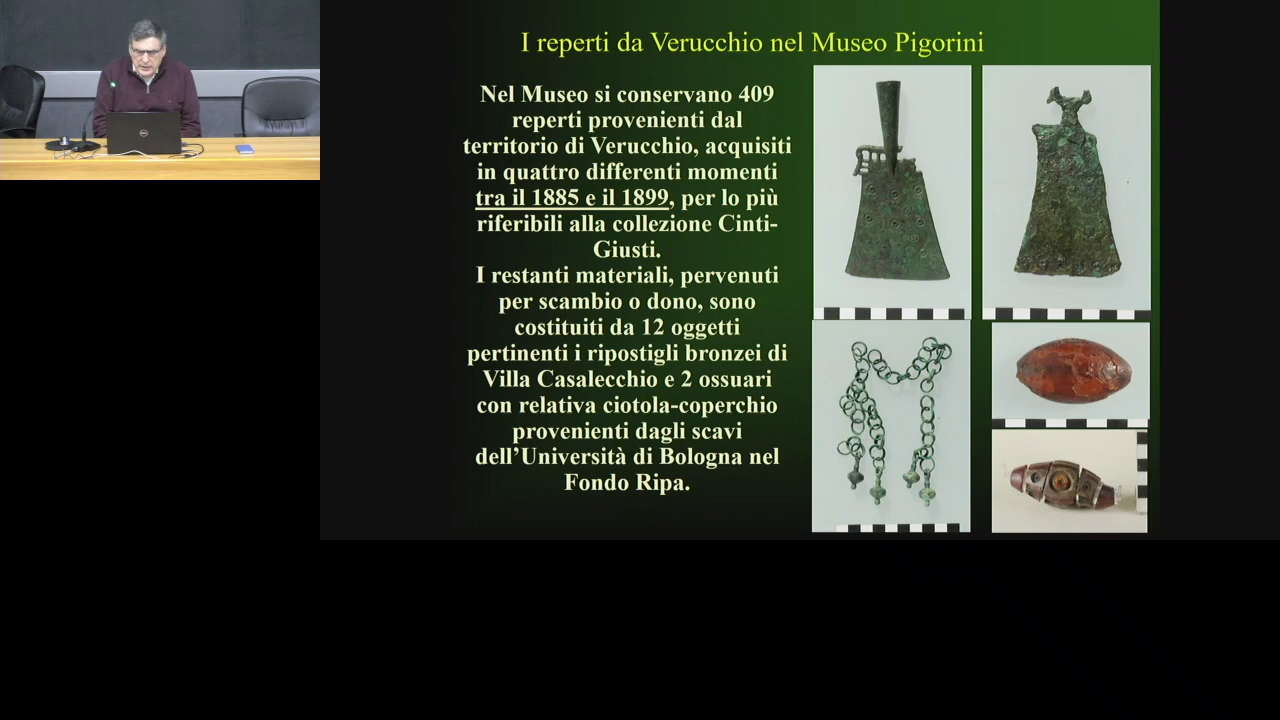 I reperti da Verucchio nel Museo Pigorini
Nel Museo si conservano 409
reperti provenienti dal
territorio di Verucchio, acquisiti
in quattro differenti momenti
tra il 1885 e il 1899, per lo più
riferibili alla collezione Cinti-
Giusti.
I restanti materiali, pervenuti
per scambio o dono, sono
costituiti da 12 oggetti
pertinenti i ripostigli bronzei di
Villa Casalecchio e 2 ossuari
con relativa ciotola-coperchio
provenienti dagli scavi
dell’Università di Bologna nel
Fondo Ripa.